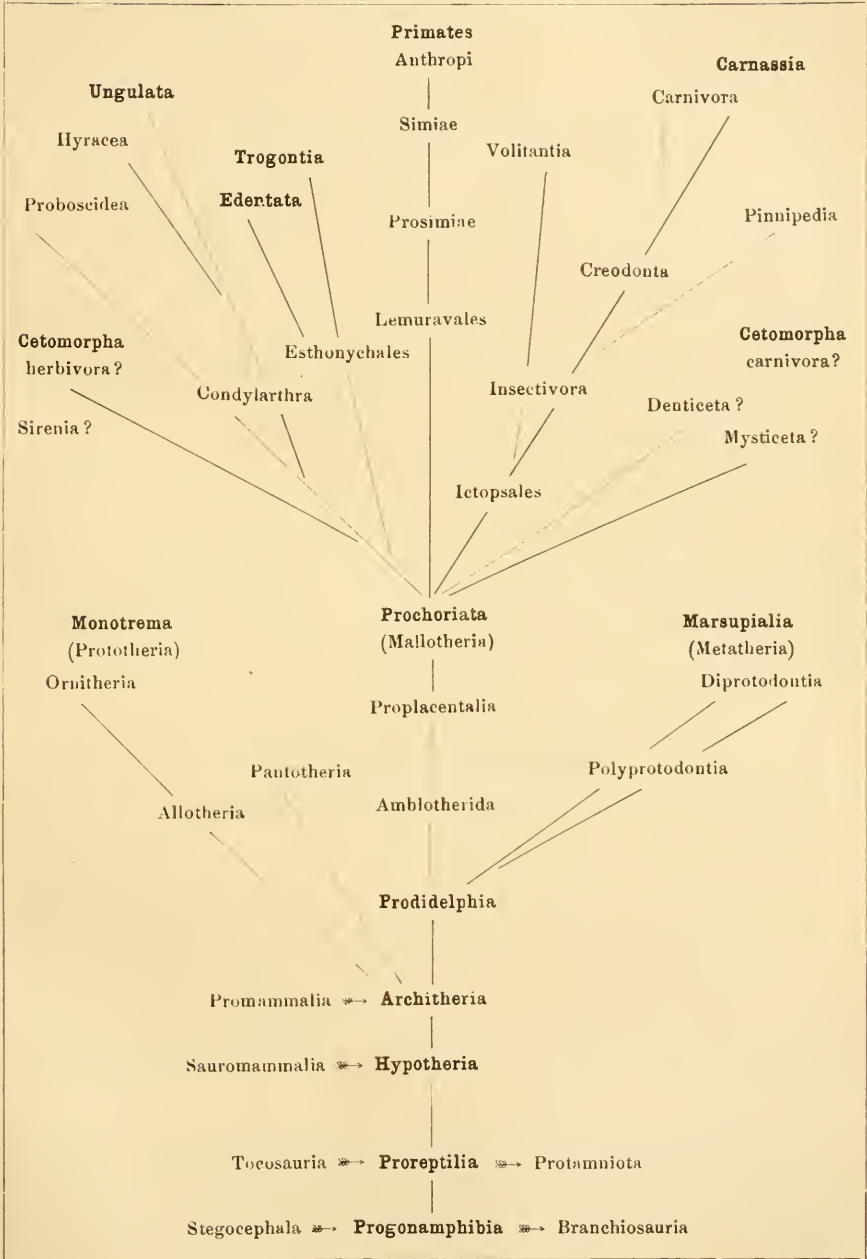 Primates
Anthropi
Carnassia
Ungulata
Carnivora
Simiae
Hyracea
Volitantia
Trogontia
Edentata
Proboscidea
Pinnipedia
Prosimiae
Creodonta
Lemuravales
Cetomorpha
herbivora?
Cetomorpha
carnivora?
Esthonychales
Condylarthra
Insectivora
Denticeta?
Sirenia?
Mysticeta?
Ictopsales
Monotrema
(Prototheria)
Prochoriata
(Mallotheria)
Marsupialia
(Metatheria)
Ornitheria
Diprotodontia
Proplacentalia
Pantotheria
Polyprotodontia
Allotheria
Amblotherida
Prodidelphia
Promammalia ➳ Architheria
Sauromammalia ➳ Hypotheria
Tocosauria ➳ Proreptilia ➳ Protamniota
Stegocephala ➳ Progonamphibia ➳ Branchiosauria